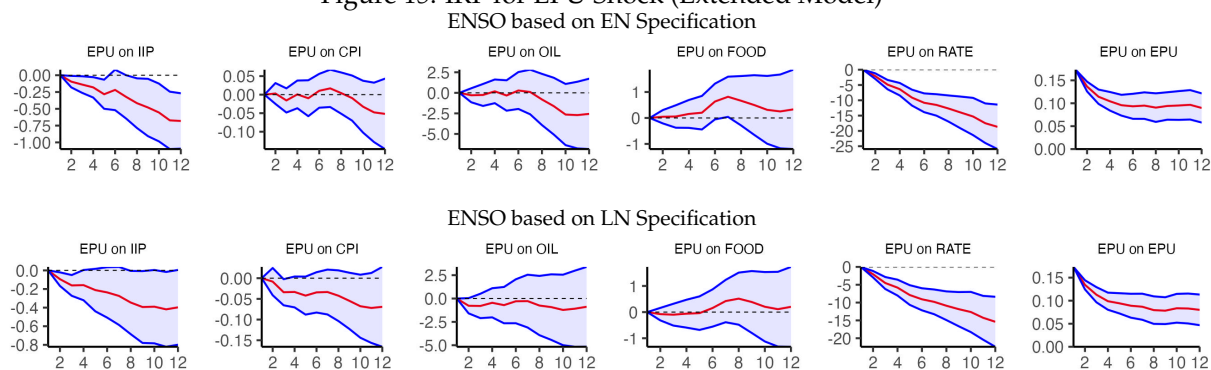 Figure 15: IRF for EPU Shock (Extended Model)
ENSO based on EN Specification
EPU on IIP EPU on CPI EPU on OIL EPU on FOOD EPU on RATE EPU on EPU
0.00 -0.25 -0.50 -0.75 -1.00
2 4 6 8 10 12
0.05 0.00 -0.05 -0.10
2 4 6 8 10 12
2.5 0.0 -2.5 -5.0
2 4 6 8 10 12
1 0 -1
2 4 6 8 10 12
0 -5 -10 -15 -20 -25
2 4 6 8 10 12
0.15 0.10 0.05 0.00
2 4 6 8 10 12
ENSO based on LN Specification
EPU on IIP EPU on CPI EPU on OIL EPU on FOOD EPU on RATE EPU on EPU
0.0 -0.2 -0.4 -0.6 -0.8
2 4 6 8 10 12
0.00 -0.05 -0.10 -0.15
2 4 6 8 10 12
2.5 0.0 -2.5 -5.0
2 4 6 8 10 12
1 0 -1
2 4 6 8 10 12
0 -5 -10 -15 -20
2 4 6 8 10 12
0.15 0.10 0.05 0.00
2 4 6 8 10 12